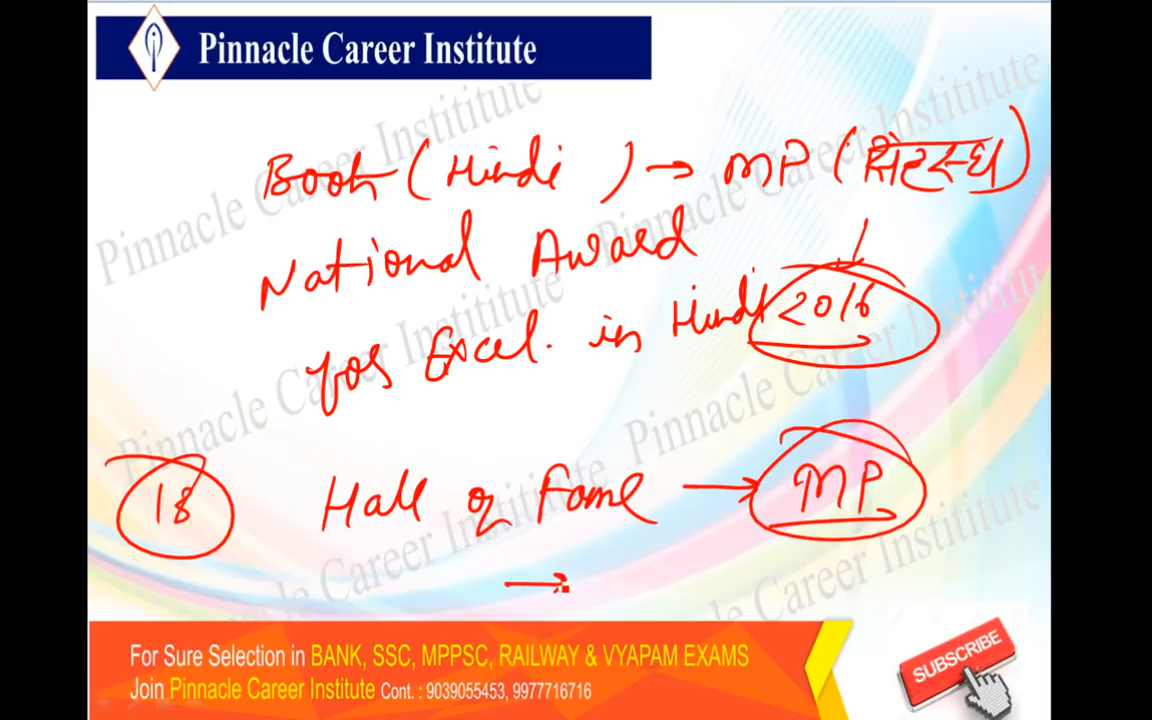 Pinnacle Career Institute
Book (Hindi) → MP (सिंहस्थ)
National Award
for Excel. in Hindi 2016
18 Hall of Fame → MP
→
For Sure Selection in BANK, SSC, MPPSC, RAILWAY & VYAPAM EXAMS
Join Pinnacle Career Institute Cont. : 9039055453, 9977716716
SUBSCRIBE